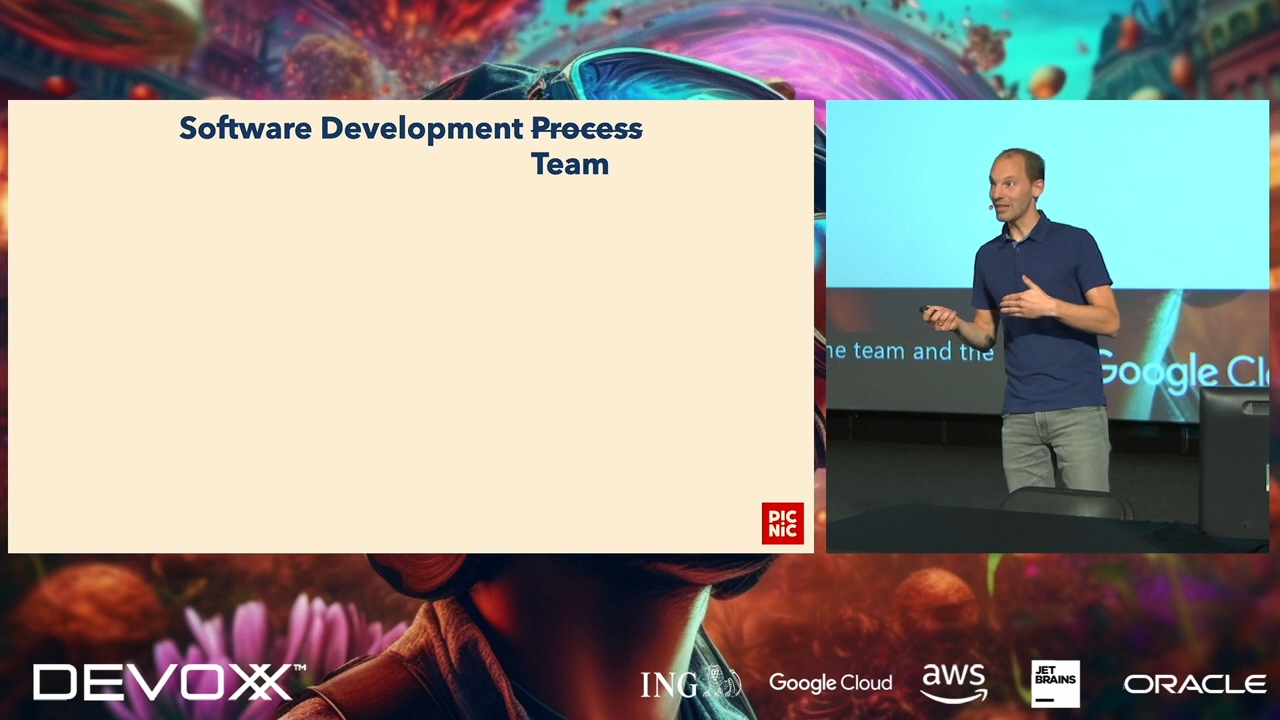 Software Development Process
Team
PIC
NIC
he team and the
Google Cl
DEVOXX™
ING
Google Cloud
aws
JET
BRAINS
ORACLE